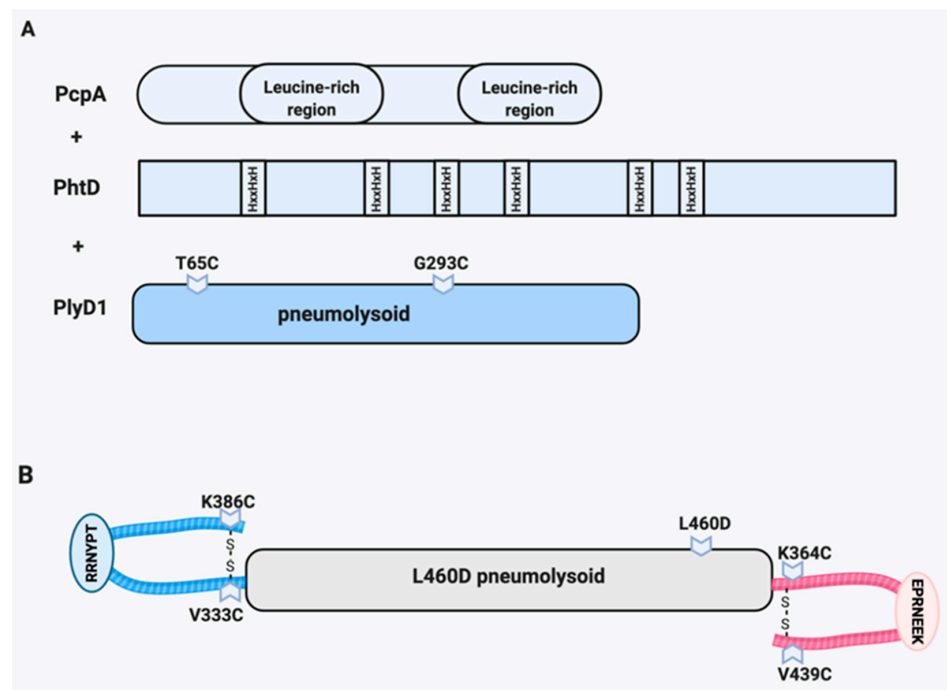 A
PcpA
Leucine-rich
region
Leucine-rich
region
+
PhtD
HxxHxH
HxxHxH
HxxHxH
HxxHxH
HxxHxH
HxxHxH
+
T65C
G293C
PlyD1
pneumolysoid
B
K386C
RRNYPT
S
S
V333C
L460D
L460D pneumolysoid
K364C
S
S
EPRNEEK
V439C